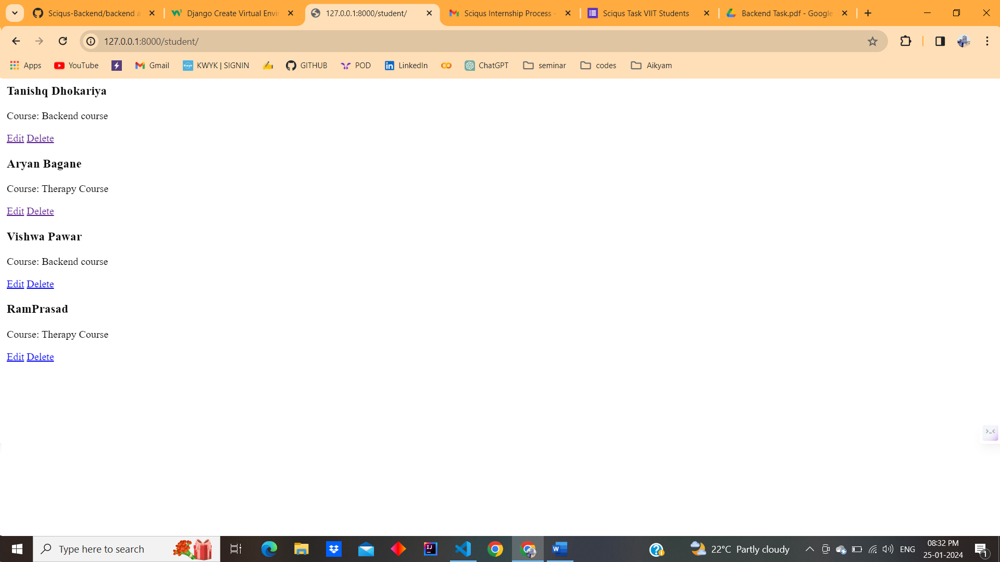 Sciqus-Backend/backend a
Django Create Virtual Envir
127.0.0.1:8000/student/
Sciqus Internship Process -
Sciqus Task VIIT Students
Backend Task.pdf - Google
127.0.0.1:8000/student/
Apps YouTube Gmail KWYK | SIGNIN GITHUB POD LinkedIn ChatGPT seminar codes Aikyam
Tanishq Dhokariya
Course: Backend course
Edit Delete
Aryan Bagane
Course: Therapy Course
Edit Delete
Vishwa Pawar
Course: Backend course
Edit Delete
RamPrasad
Course: Therapy Course
Edit Delete
Type here to search
22°C Partly cloudy
ENG
08:32 PM
25-01-2024
1